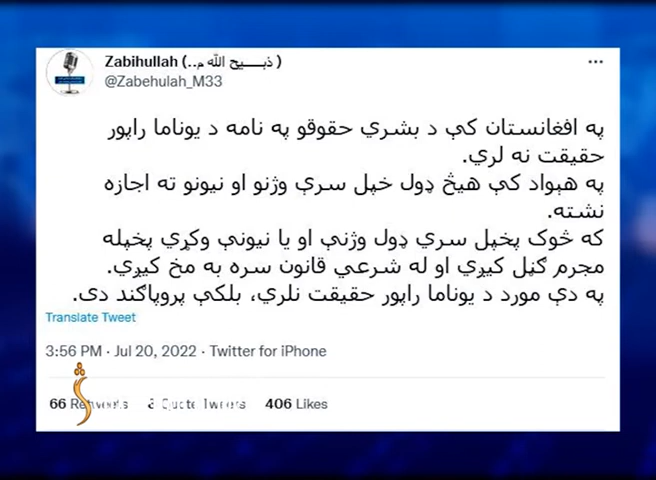 Zabihullah (..ذبـــیح الله م )
@Zabehulah_M33
په افغانستان کې د بشري حقوقو په نامه د یوناما راپور
حقیقت نه لري.
په هېواد کې هیڅ ډول خپل سرې وژنو او نیونو ته اجازه
نشته.
که څوک پخپل سري ډول وژنې او یا نیونې وکړي پخپله
مجرم ګڼل کیږي او له شرعي قانون سره به مخ کیږي.
په دې مورد د یوناما راپور حقیقت نلري، بلکې پروپاګند دی.
Translate Tweet
3:56 PM · Jul 20, 2022 · Twitter for iPhone
66 Retweets Quote Tweets 406 Likes